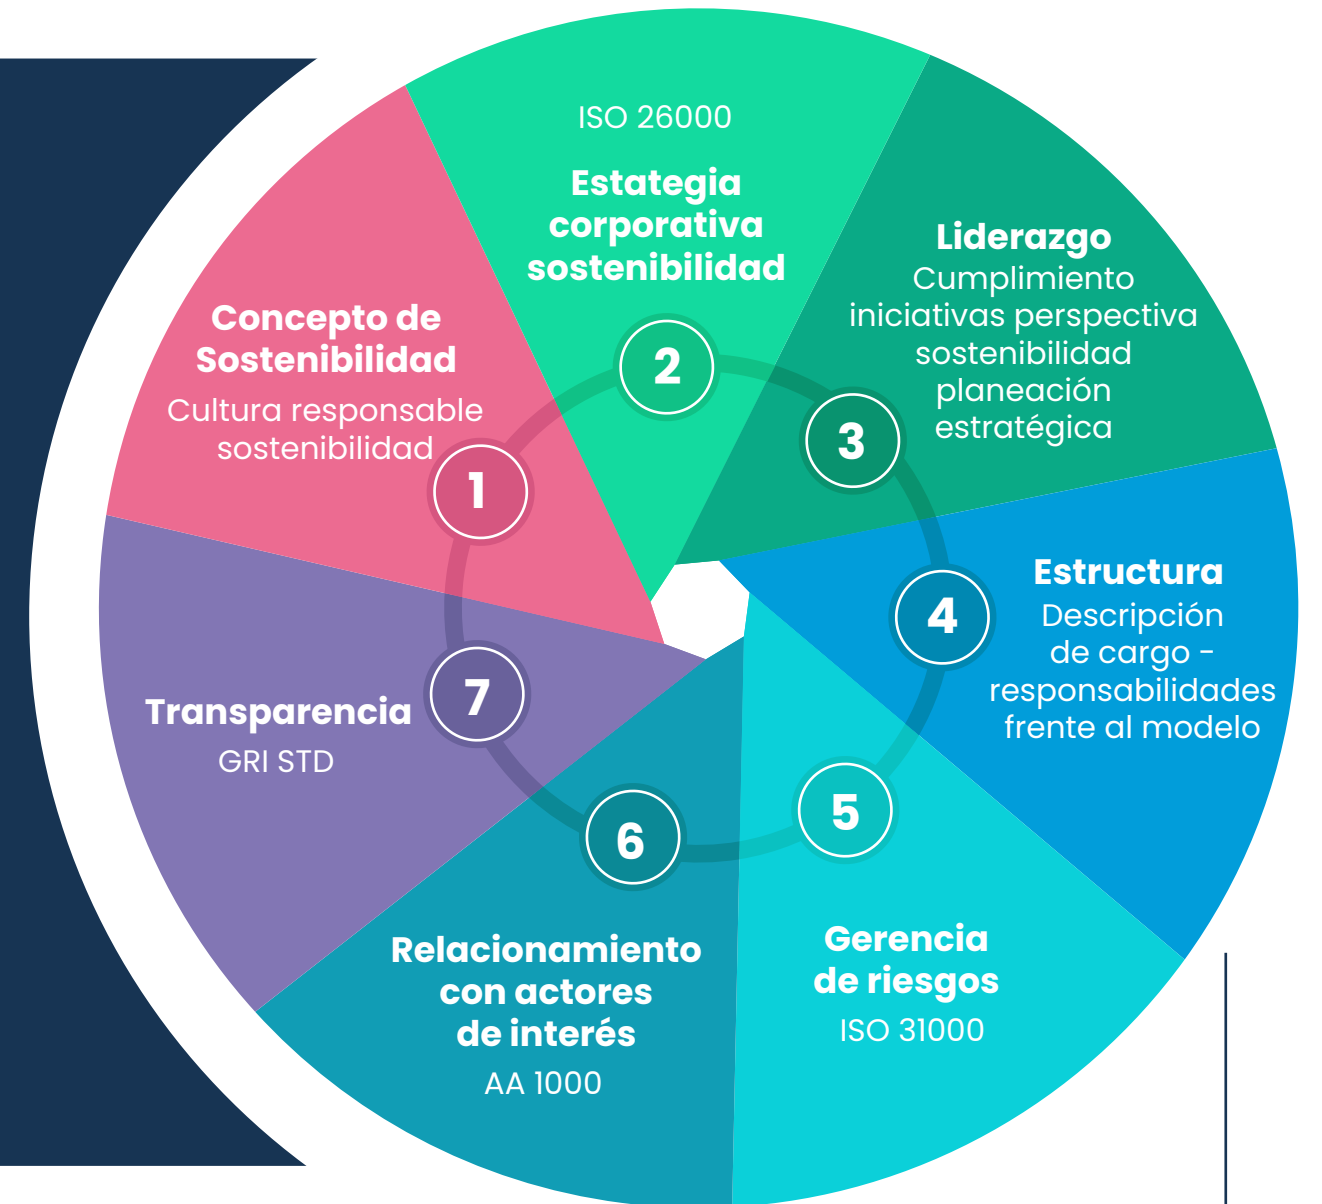 Concepto de
Sostenibilidad
Cultura responsable
sostenibilidad
1
ISO 26000
Estategia
corporativa
sostenibilidad
2
Liderazgo
Cumplimiento
iniciativas perspectiva
sostenibilidad
planeación
estratégica
3
Estructura
Descripción
de cargo -
responsabilidades
frente al modelo
4
5
Gerencia
de riesgos
ISO 31000
6
Relacionamiento
con actores
de interés
AA 1000
7
Transparencia
GRI STD